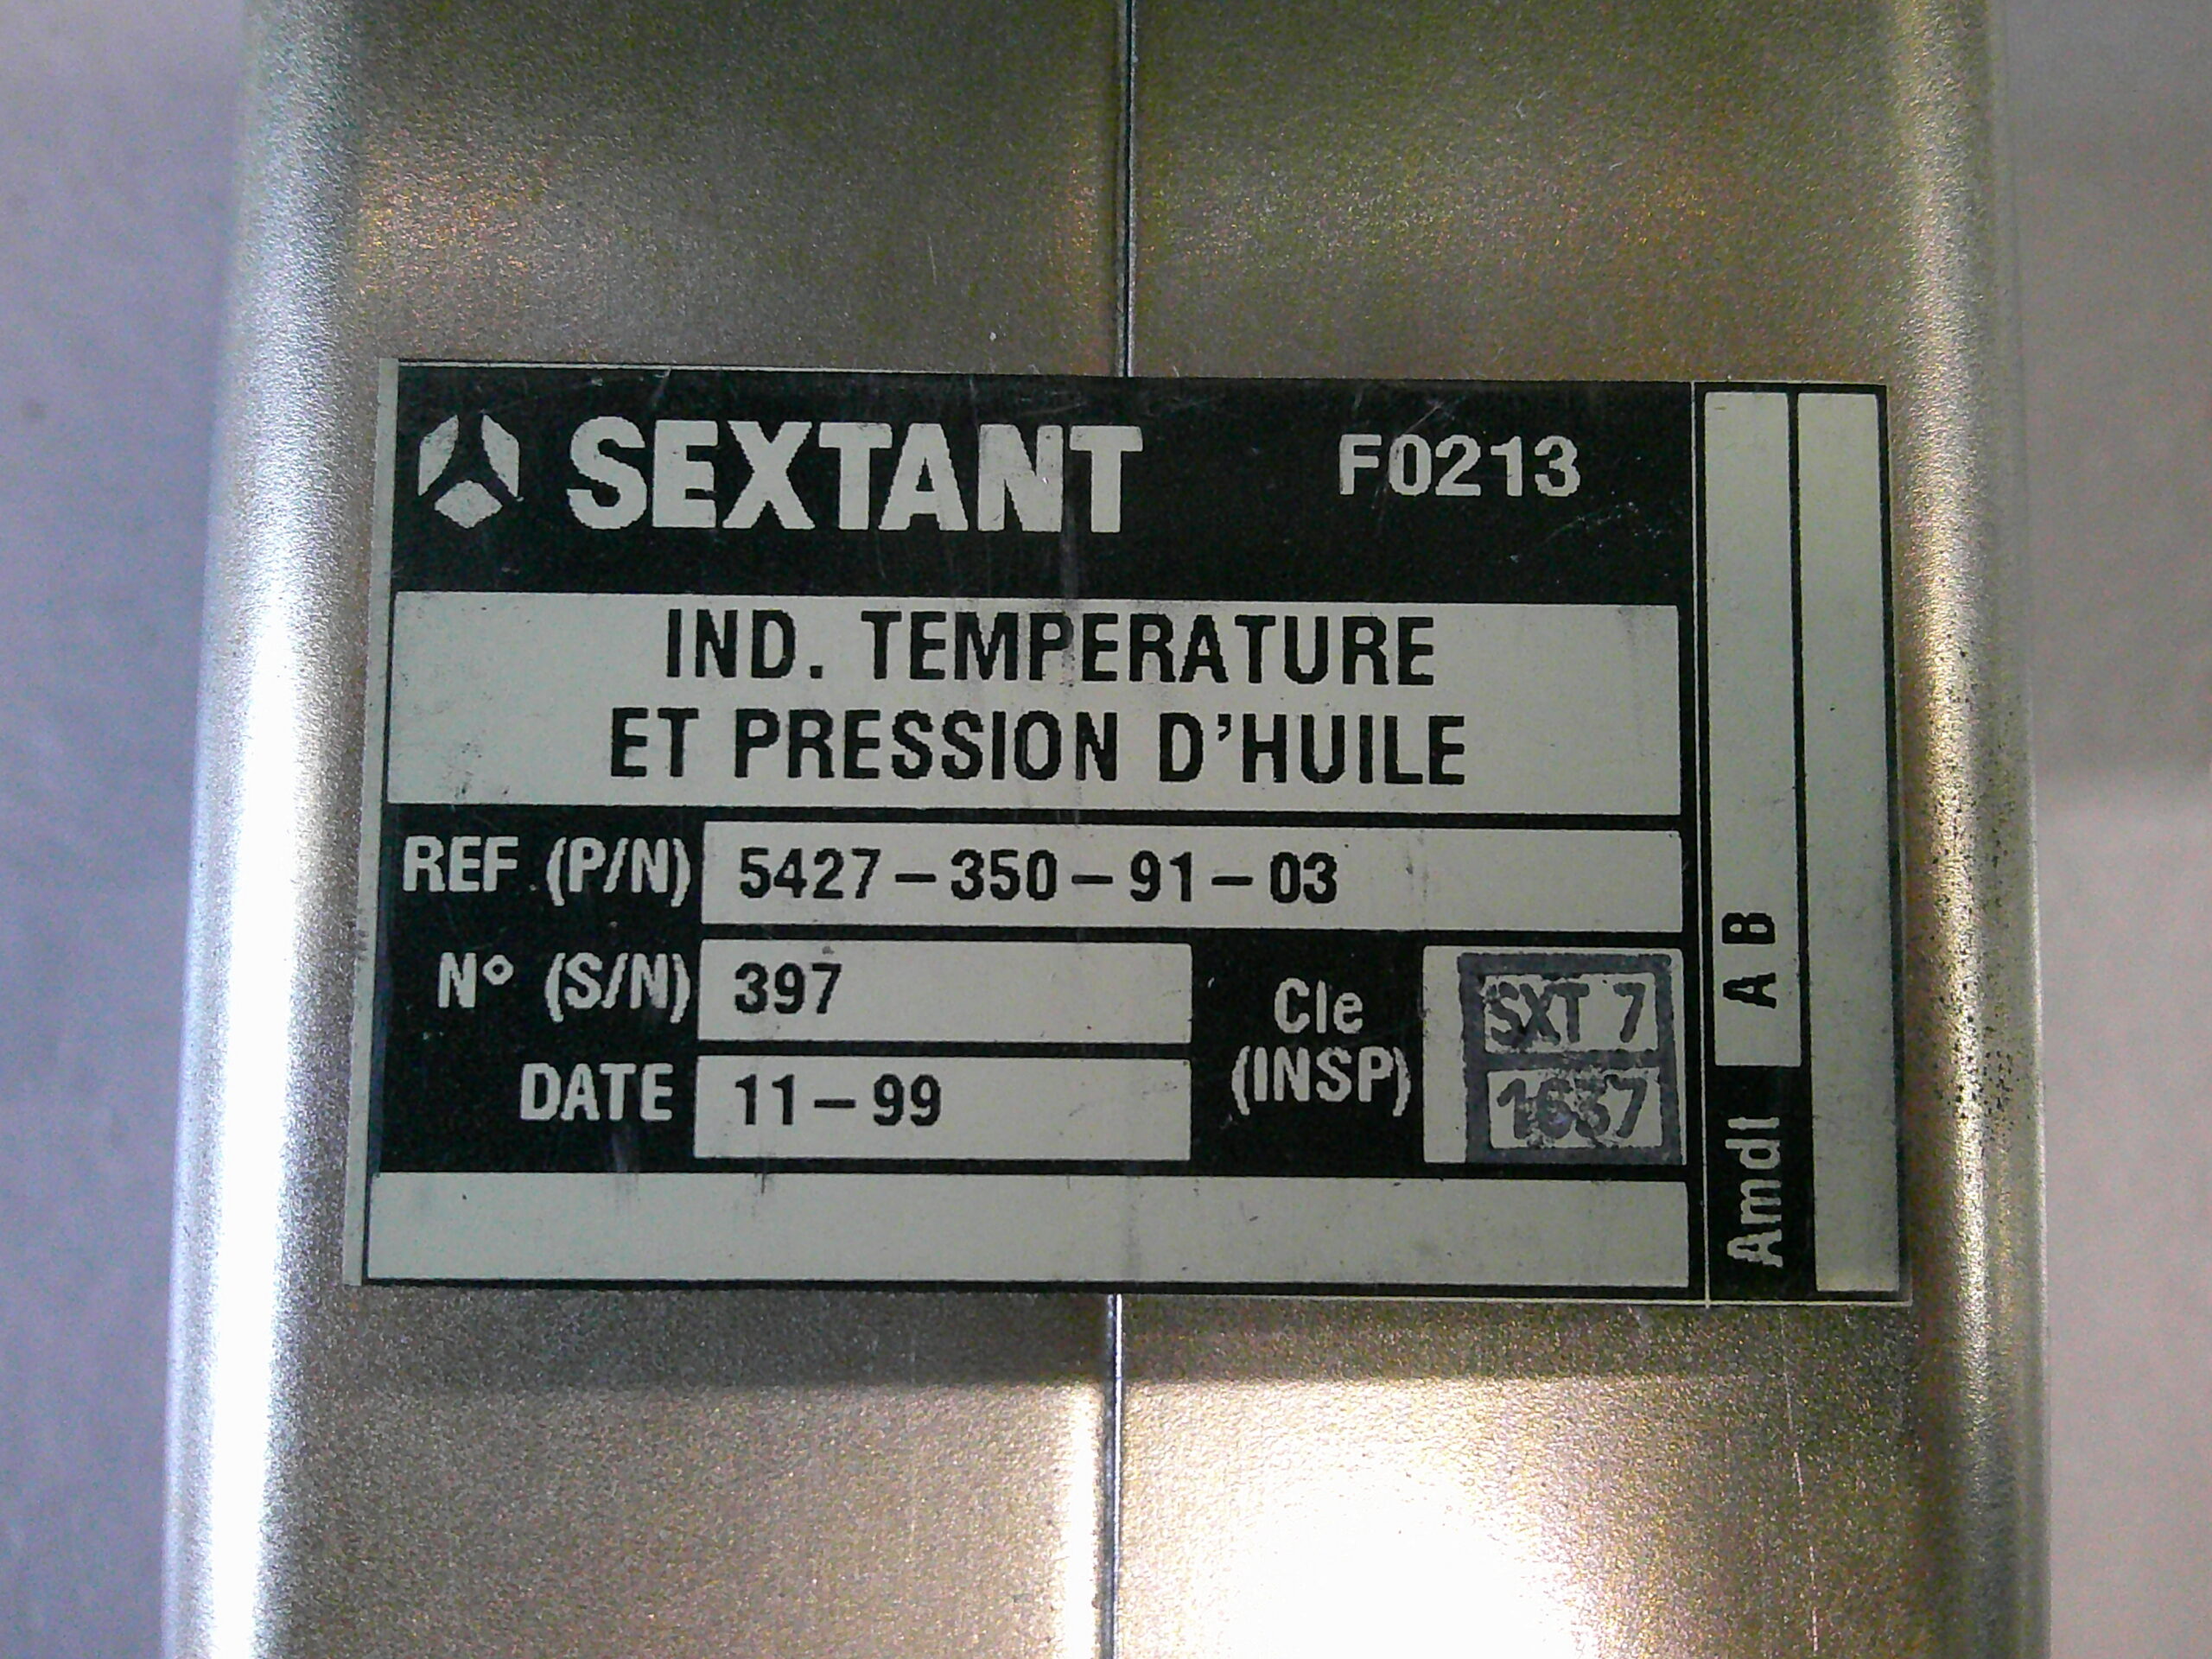 SEXTANT F0213
IND. TEMPERATURE
ET PRESSION D'HUILE
REF (P/N) 5427-350-91-03
N° (S/N) 397
DATE 11-99
Cle
(INSP)
SXT 7
1637
Amdt A B